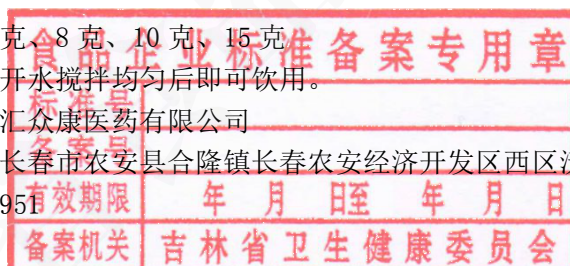 克、8 克、10 克、15 克
食品企业标准备案专用章
开水搅拌均匀后即可饮用。
标准号
汇众康医药有限公司
备案号
长春市农安县合隆镇长春农安经济开发区西区
951
有效期限 年 月 日至 年 月 日
备案机关 吉林省卫生健康委员会